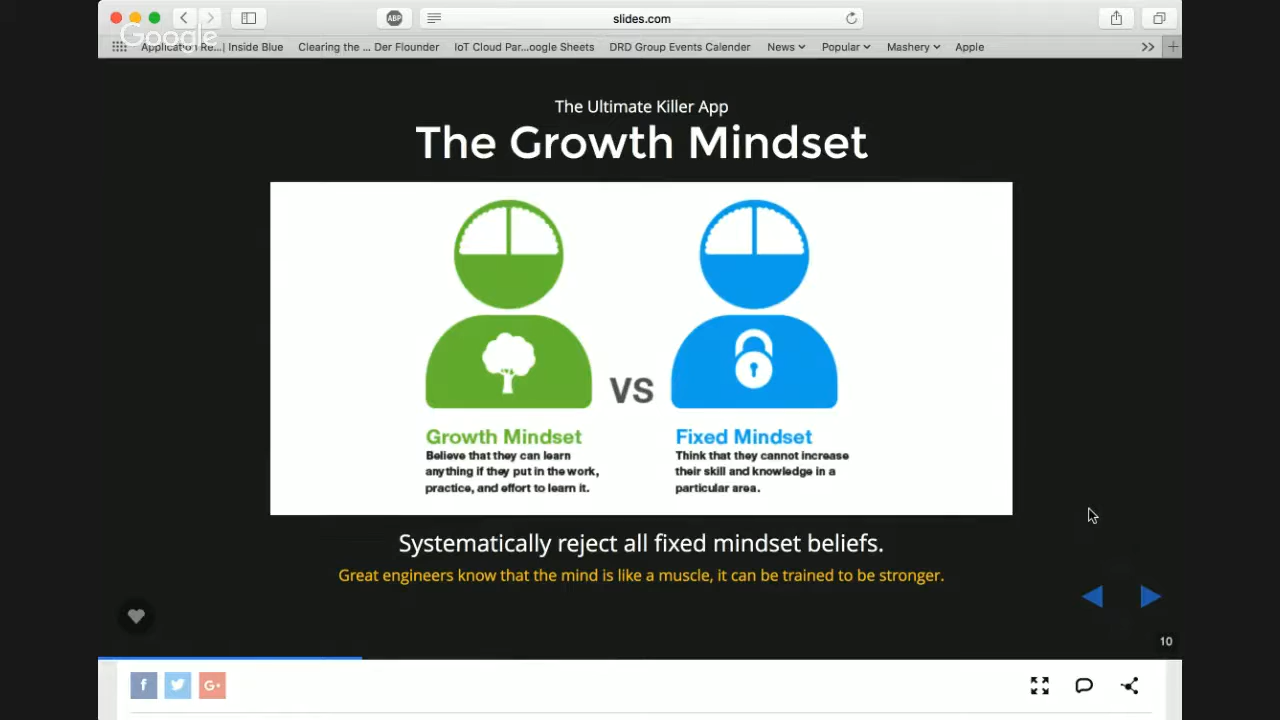 ABP
slides.com
Google
Applicatio Re...| Inside Blue
Clearing the ... Der Flounder
IoT Cloud Par...oogle Sheets
DRD Group Events Calender
News
Popular
Mashery
Apple
The Ultimate Killer App
The Growth Mindset
VS
Growth Mindset
Believe that they can learn
anything if they put in the work,
practice, and effort to learn it.
Fixed Mindset
Think that they cannot increase
their skill and knowledge in a
particular area.
Systematically reject all fixed mindset beliefs.
Great engineers know that the mind is like a muscle, it can be trained to be stronger.
10
f
G+